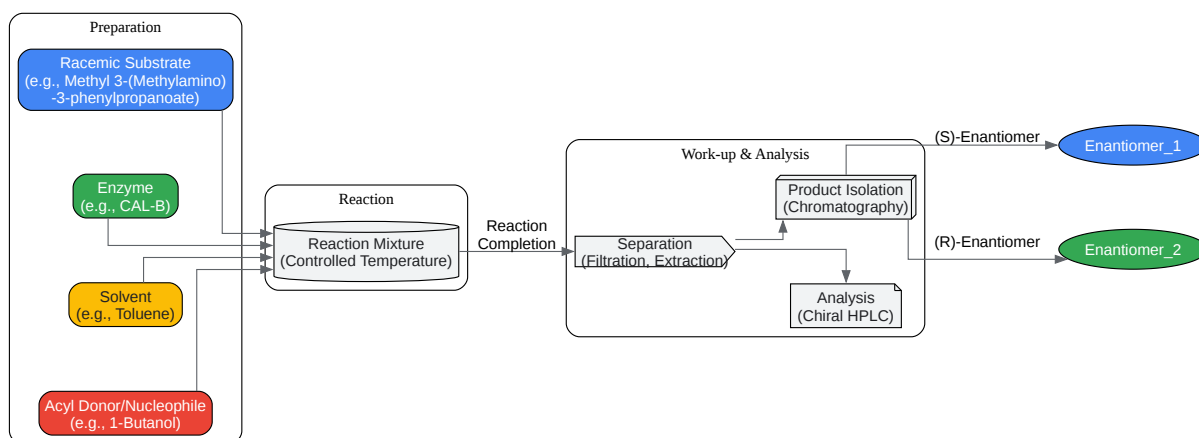 Preparation
Racemic Substrate
(e.g., Methyl 3-(Methylamino)
-3-phenylpropanoate)
Enzyme
(e.g., CAL-B)
Solvent
(e.g., Toluene)
Acyl Donor/Nucleophile
(e.g., 1-Butanol)
Reaction
Reaction Mixture
(Controlled Temperature)
Reaction
Completion
Work-up & Analysis
Separation
(Filtration, Extraction)
Product Isolation
(Chromatography)
Analysis
(Chiral HPLC)
(S)-Enantiomer
Enantiomer_1
(R)-Enantiomer
Enantiomer_2